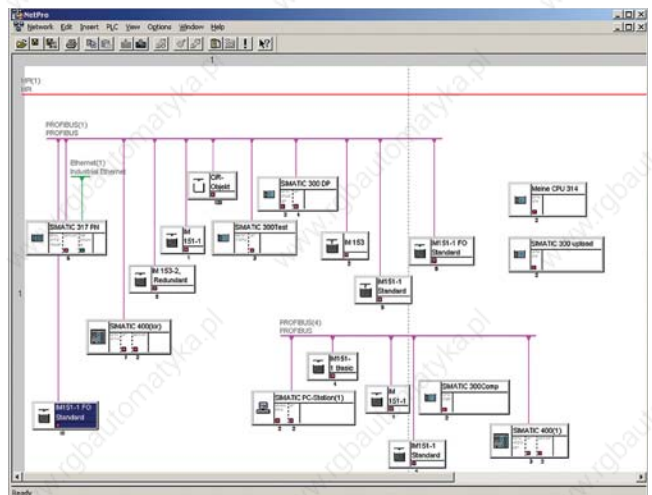 NetPro
Network Edit Insert PLC View Options Window Help
1
MPI(1)
MPI
PROFIBUS(1)
PROFIBUS
Ethernet(1)
Industrial Ethernet
CiR-
Objekt
SIMATIC 300 DP
Meine CPU 314
SIMATIC 317 PN
IM
151-1
SIMATIC 300Test
IM 153
IM151-1 FO
Standard
SIMATIC 300 upload
IM 153-2,
Redundant
IM151-1
Standard
1
SIMATIC 400(kir)
PROFIBUS(4)
PROFIBUS
IM151-
1 Basic
SIMATIC PC-Station(1)
IM
151-1
SIMATIC 300Comp
IM151-1 FO
Standard
SIMATIC 400(1)
IM151-1
Standard
Ready
www.rgbautomatyka.pl